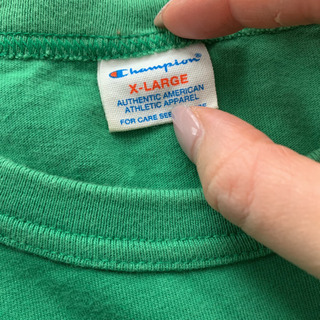 Champion
X-LARGE
AUTHENTIC AMERICAN
ATHLETIC APPAREL
FOR CARE SEE